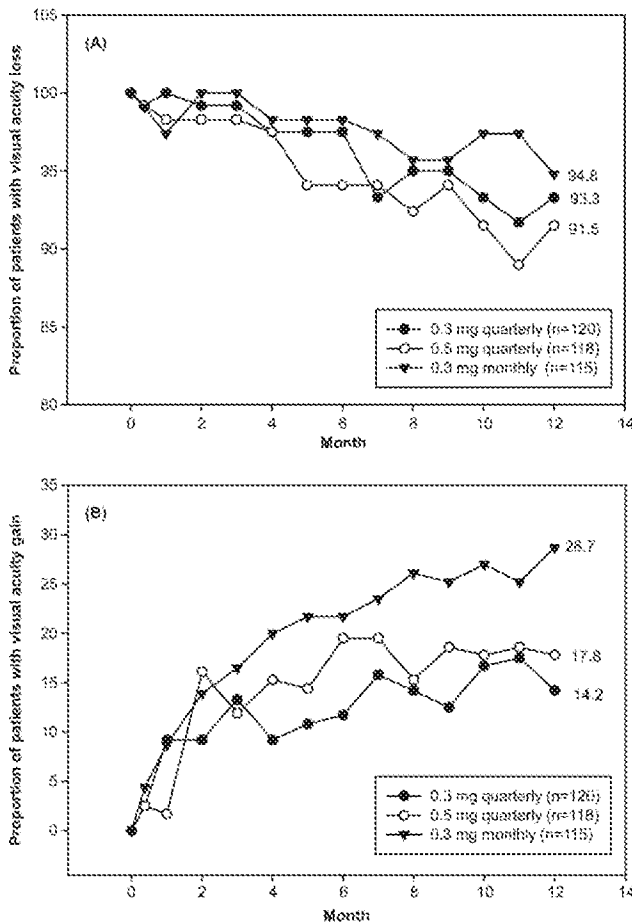 105
(A)
100
95
90
85
80
Proportion of patients with visual acuity loss
94.8
93.3
91.5
0.3 mg quarterly (n=120)
0.5 mg quarterly (n=118)
0.3 mg monthly (n=115)
0 2 4 6 8 10 12 14
Month
35
(B)
30
25
20
15
10
5
0
Proportion of patients with visual acuity gain
28.7
17.8
14.2
0.3 mg quarterly (n=120)
0.5 mg quarterly (n=118)
0.3 mg monthly (n=115)
0 2 4 6 8 10 12 14
Month